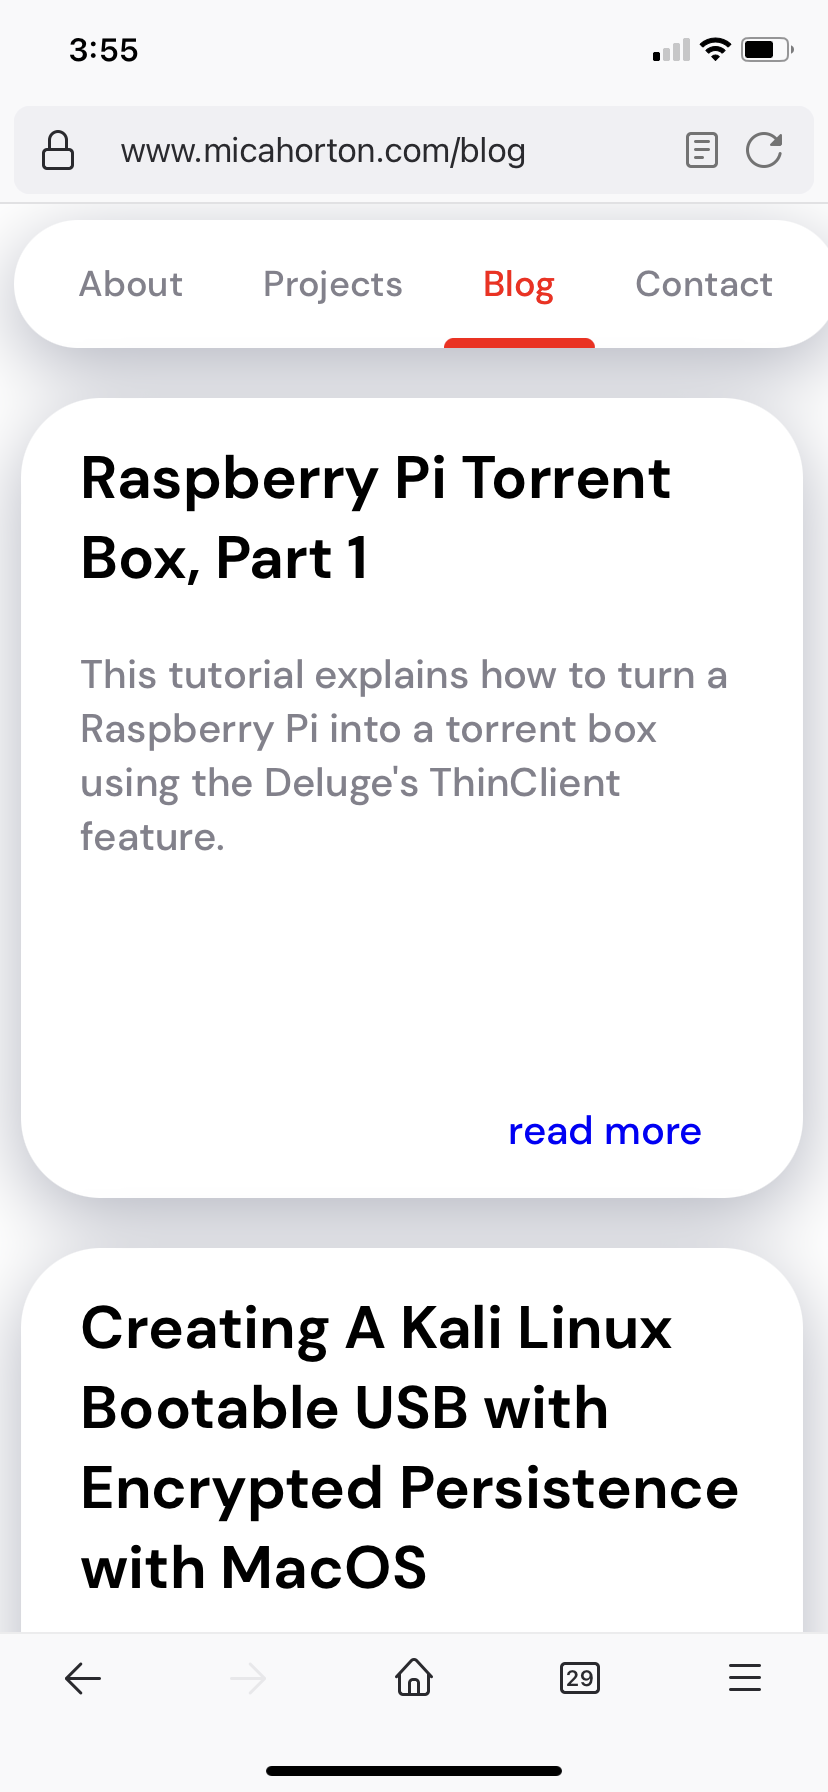 3:55
www.micahorton.com/blog
About Projects Blog Contact
Raspberry Pi Torrent
Box, Part 1
This tutorial explains how to turn a
Raspberry Pi into a torrent box
using the Deluge's ThinClient
feature.
read more
Creating A Kali Linux
Bootable USB with
Encrypted Persistence
with MacOS
29